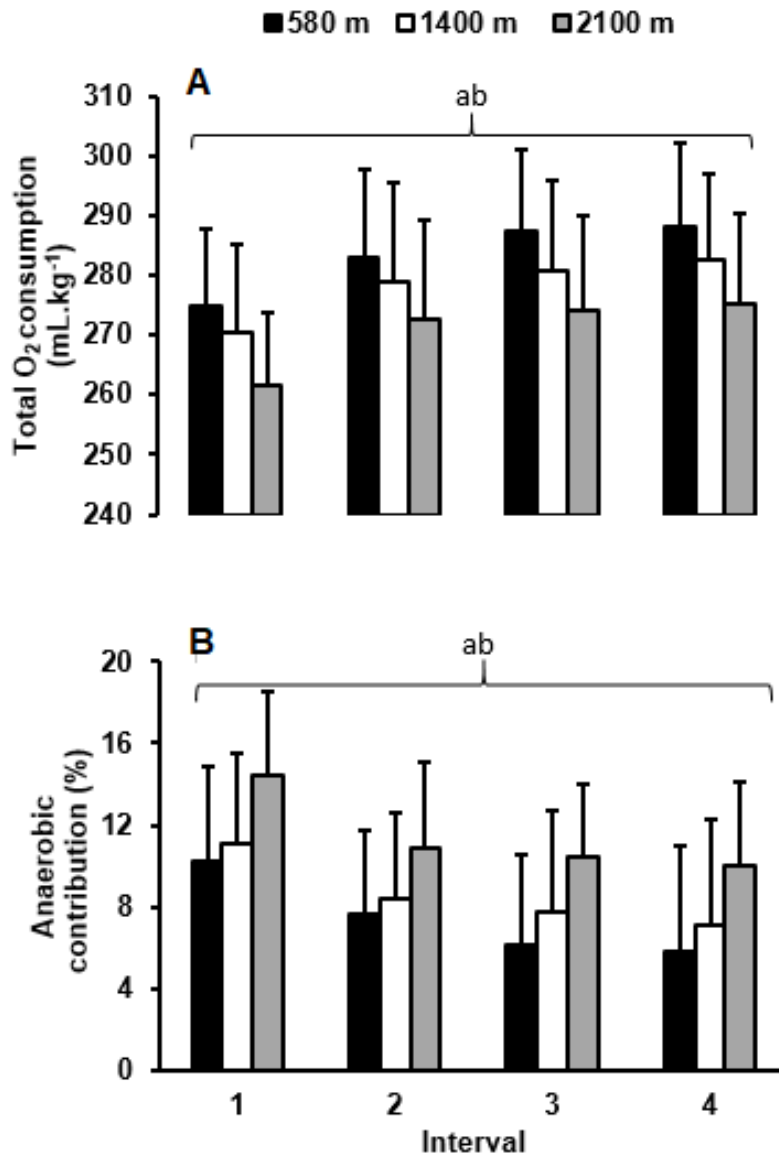 580 m 1400 m 2100 m
A
ab
310
300
290
280
270
260
250
240
Total O₂ consumption
(mL.kg⁻¹)
B
ab
20
16
12
8
4
0
Anaerobic
contribution (%)
1 2 3 4
Interval